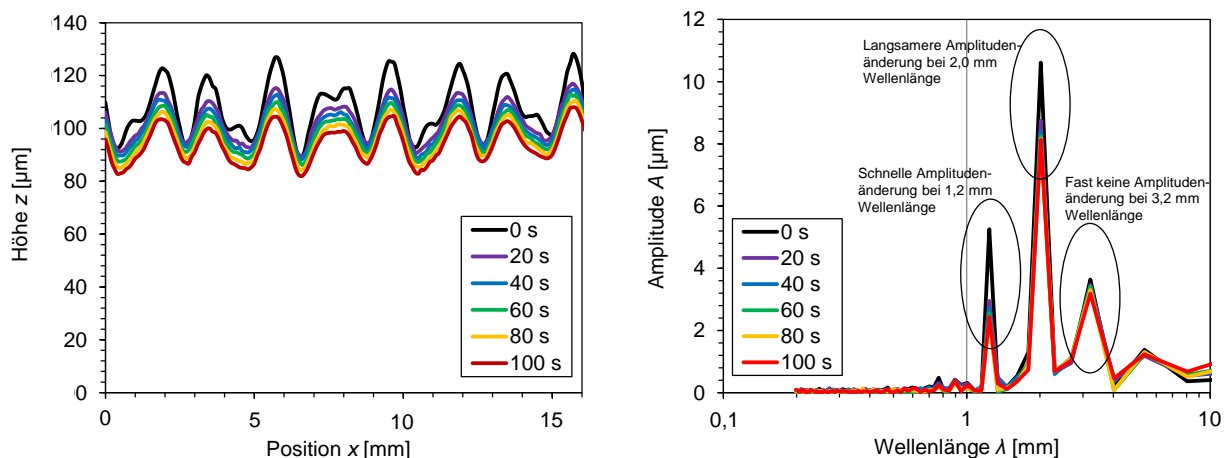 140
120
100
80
60
40
20
0
Höhe z [µm]
0
5
10
15
Position x [mm]
0 s
20 s
40 s
60 s
80 s
100 s
12
10
8
6
4
2
0
Amplitude A [µm]
0,1
1
10
Wellenlänge λ [mm]
Langsamere Amplituden-
änderung bei 2,0 mm
Wellenlänge
Schnelle Amplituden-
änderung bei 1,2 mm
Wellenlänge
Fast keine Amplituden-
änderung bei 3,2 mm
Wellenlänge
0 s
20 s
40 s
60 s
80 s
100 s